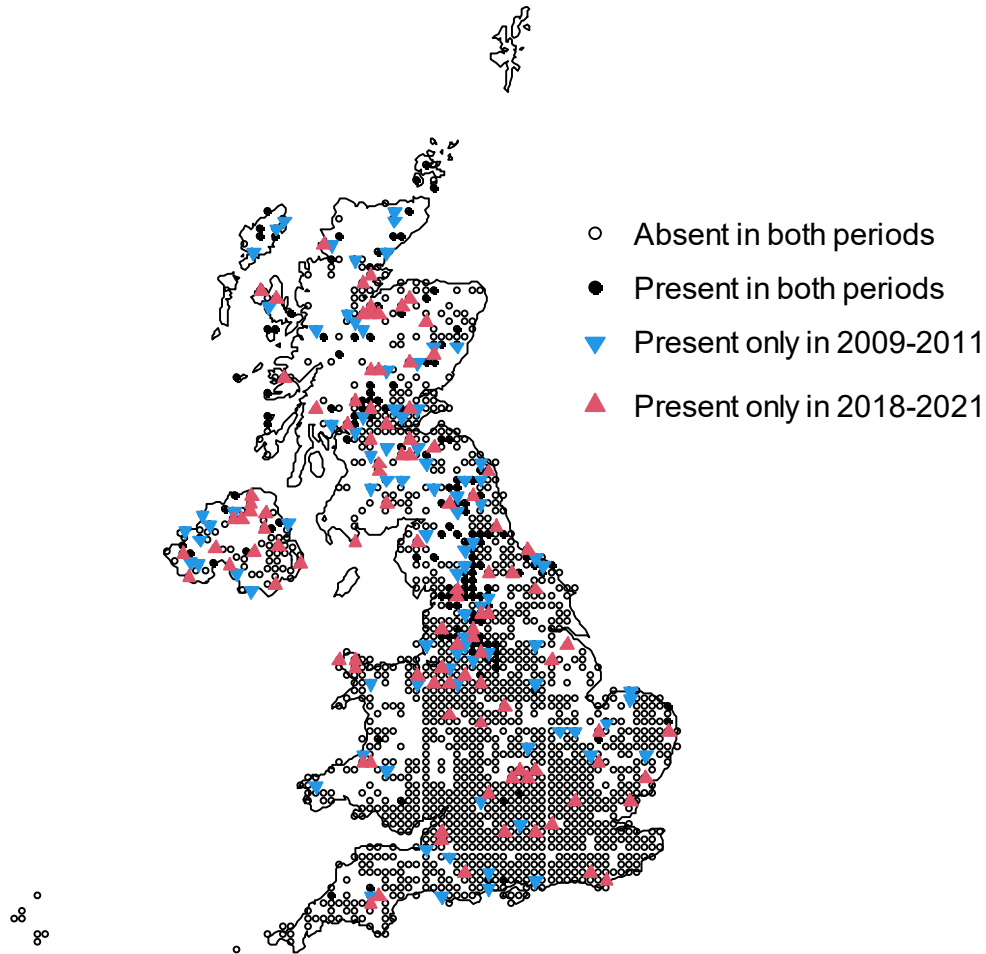 Absent in both periods
Present in both periods
Present only in 2009-2011
Present only in 2018-2021